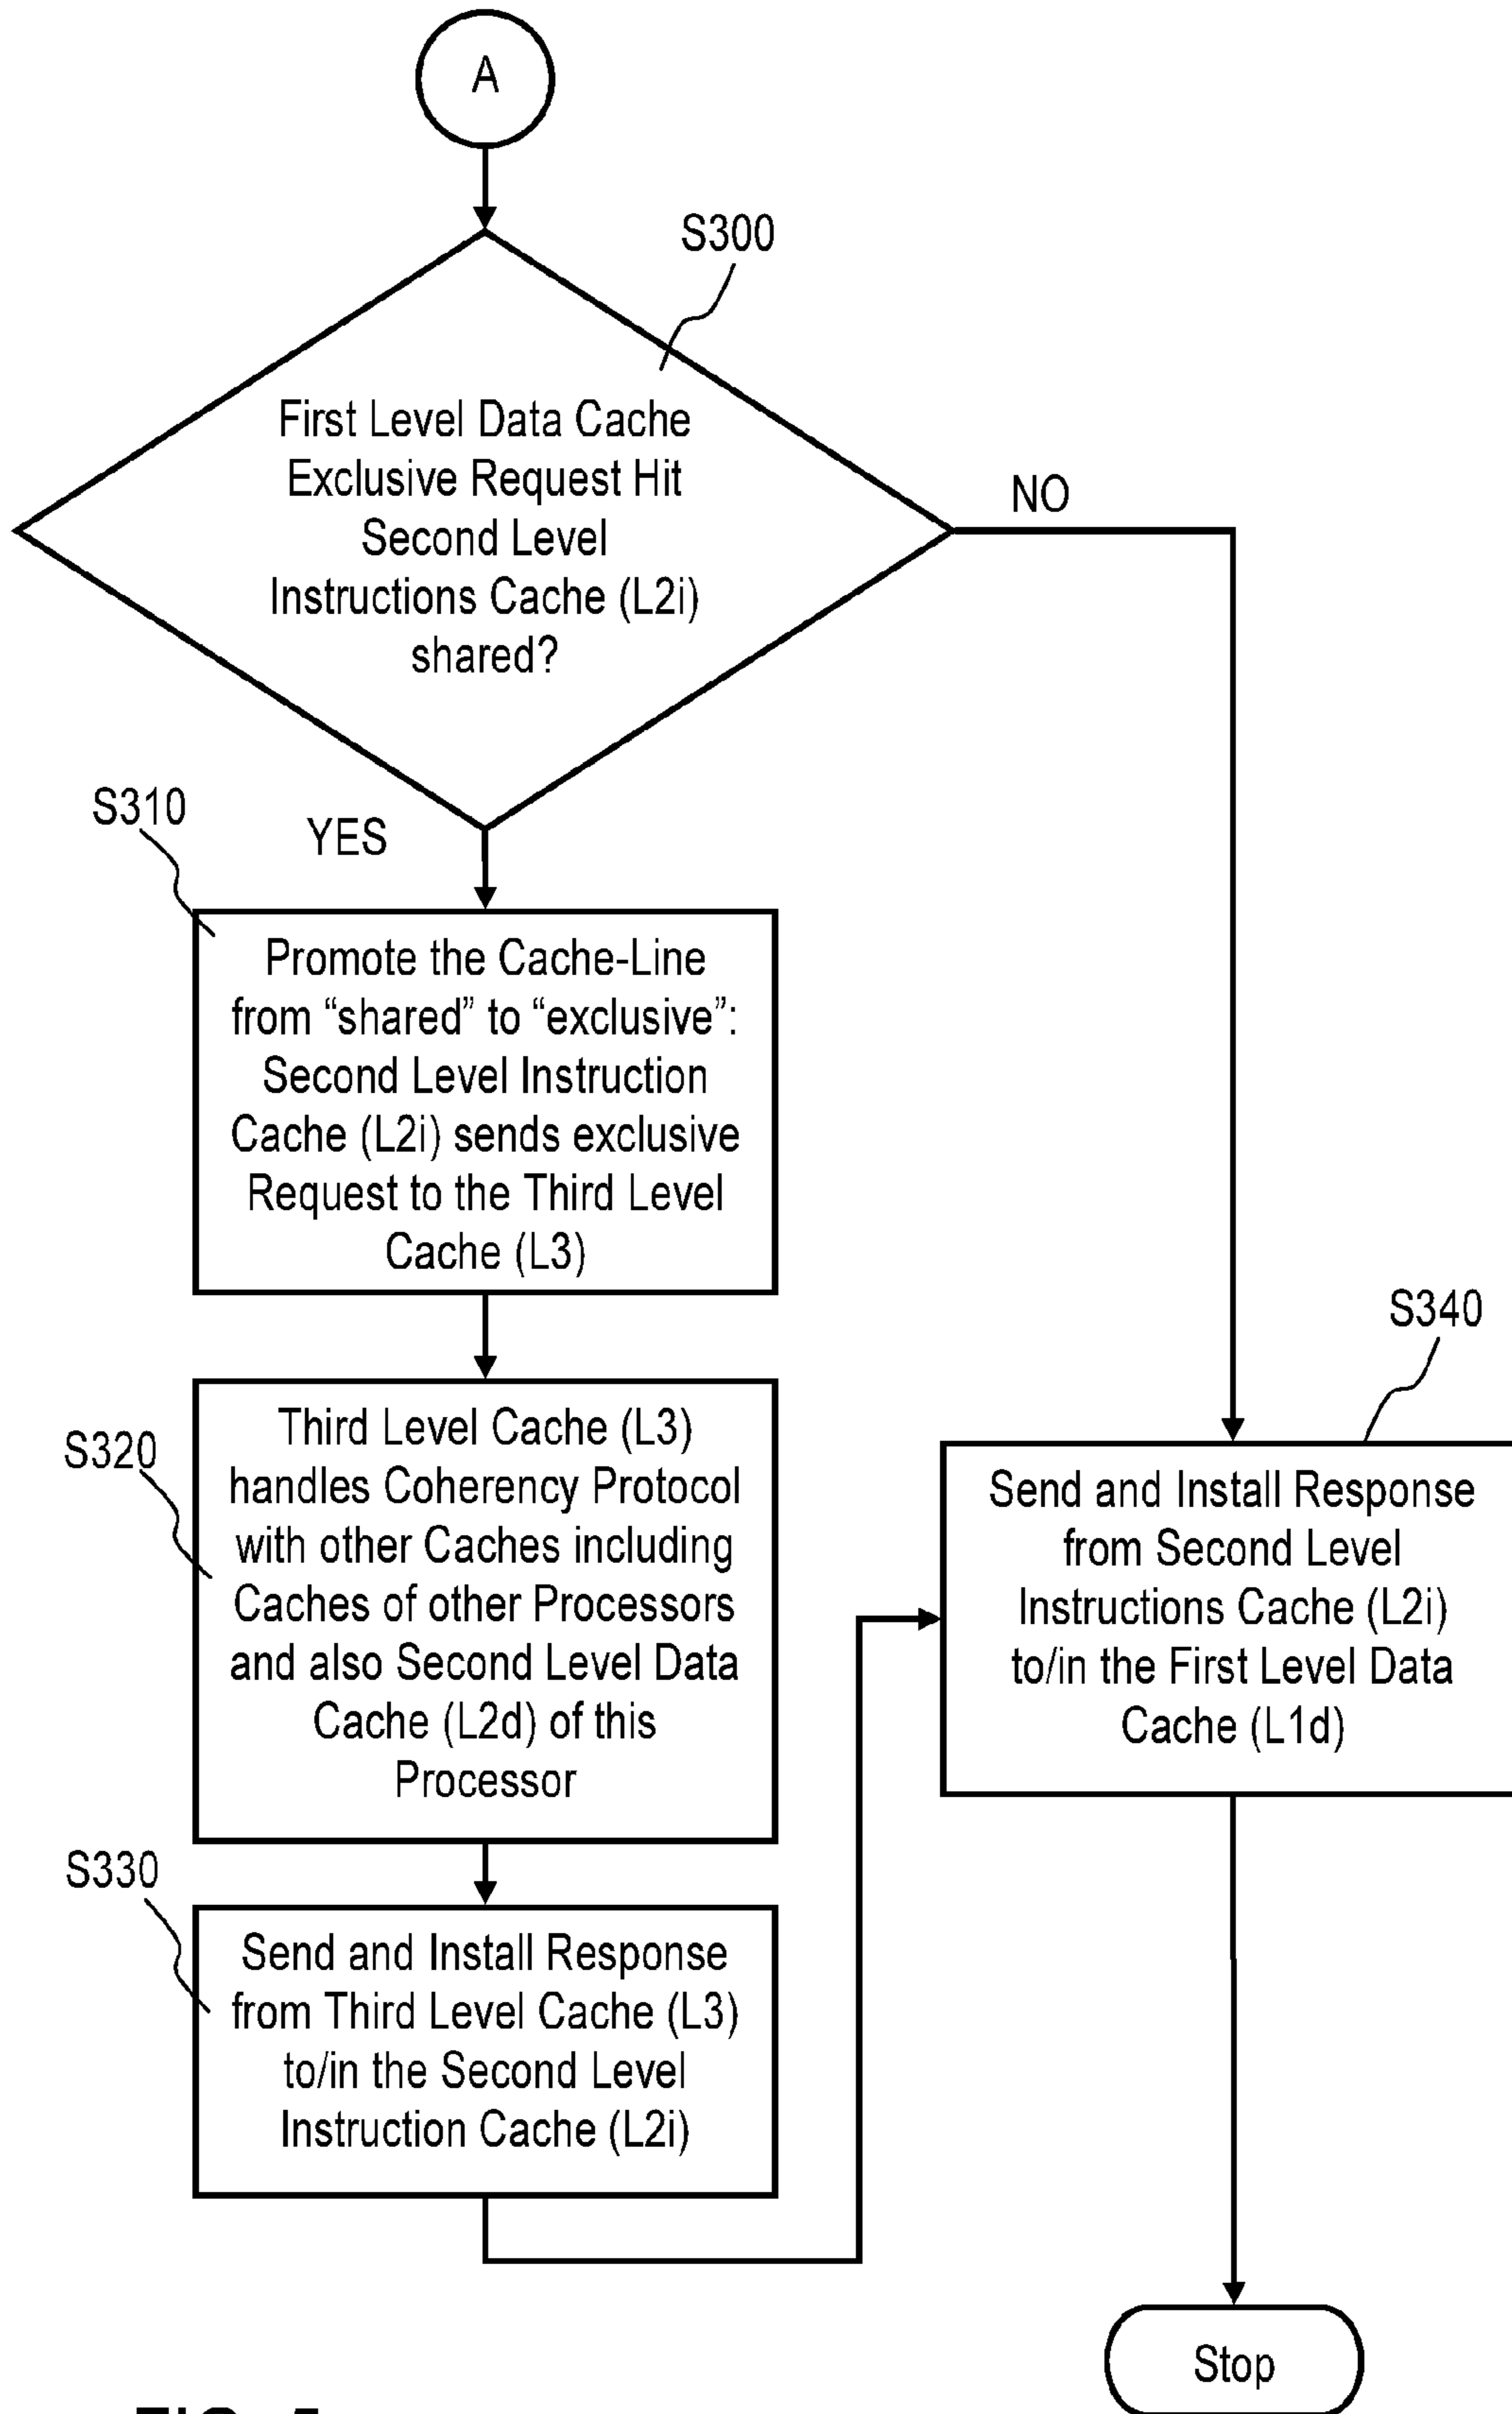 A
S300
First Level Data Cache
Exclusive Request Hit
Second Level
Instructions Cache (L2i)
shared?
NO
S310
YES
Promote the Cache-Line
from “shared” to “exclusive”:
Second Level Instruction
Cache (L2i) sends exclusive
Request to the Third Level
Cache (L3)
S320
Third Level Cache (L3)
handles Coherency Protocol
with other Caches including
Caches of other Processors
and also Second Level Data
Cache (L2d) of this
Processor
S330
Send and Install Response
from Third Level Cache (L3)
to/in the Second Level
Instruction Cache (L2i)
S340
Send and Install Response
from Second Level
Instructions Cache (L2i)
to/in the First Level Data
Cache (L1d)
Stop